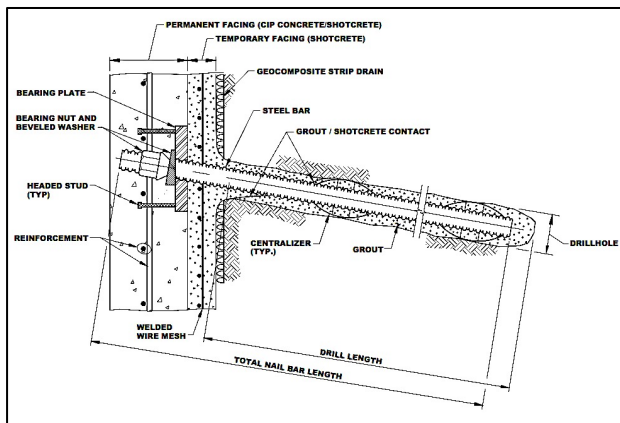 PERMANENT FACING (CIP CONCRETE/SHOTCRETE)
TEMPORARY FACING (SHOTCRETE)
GEOCOMPOSITE STRIP DRAIN
BEARING PLATE
STEEL BAR
BEARING NUT AND
BEVELED WASHER
GROUT / SHOTCRETE CONTACT
HEADED STUD
(TYP)
REINFORCEMENT
CENTRALIZER
(TYP.)
GROUT
DRILLHOLE
WELDED
WIRE MESH
DRILL LENGTH
TOTAL NAIL BAR LENGTH